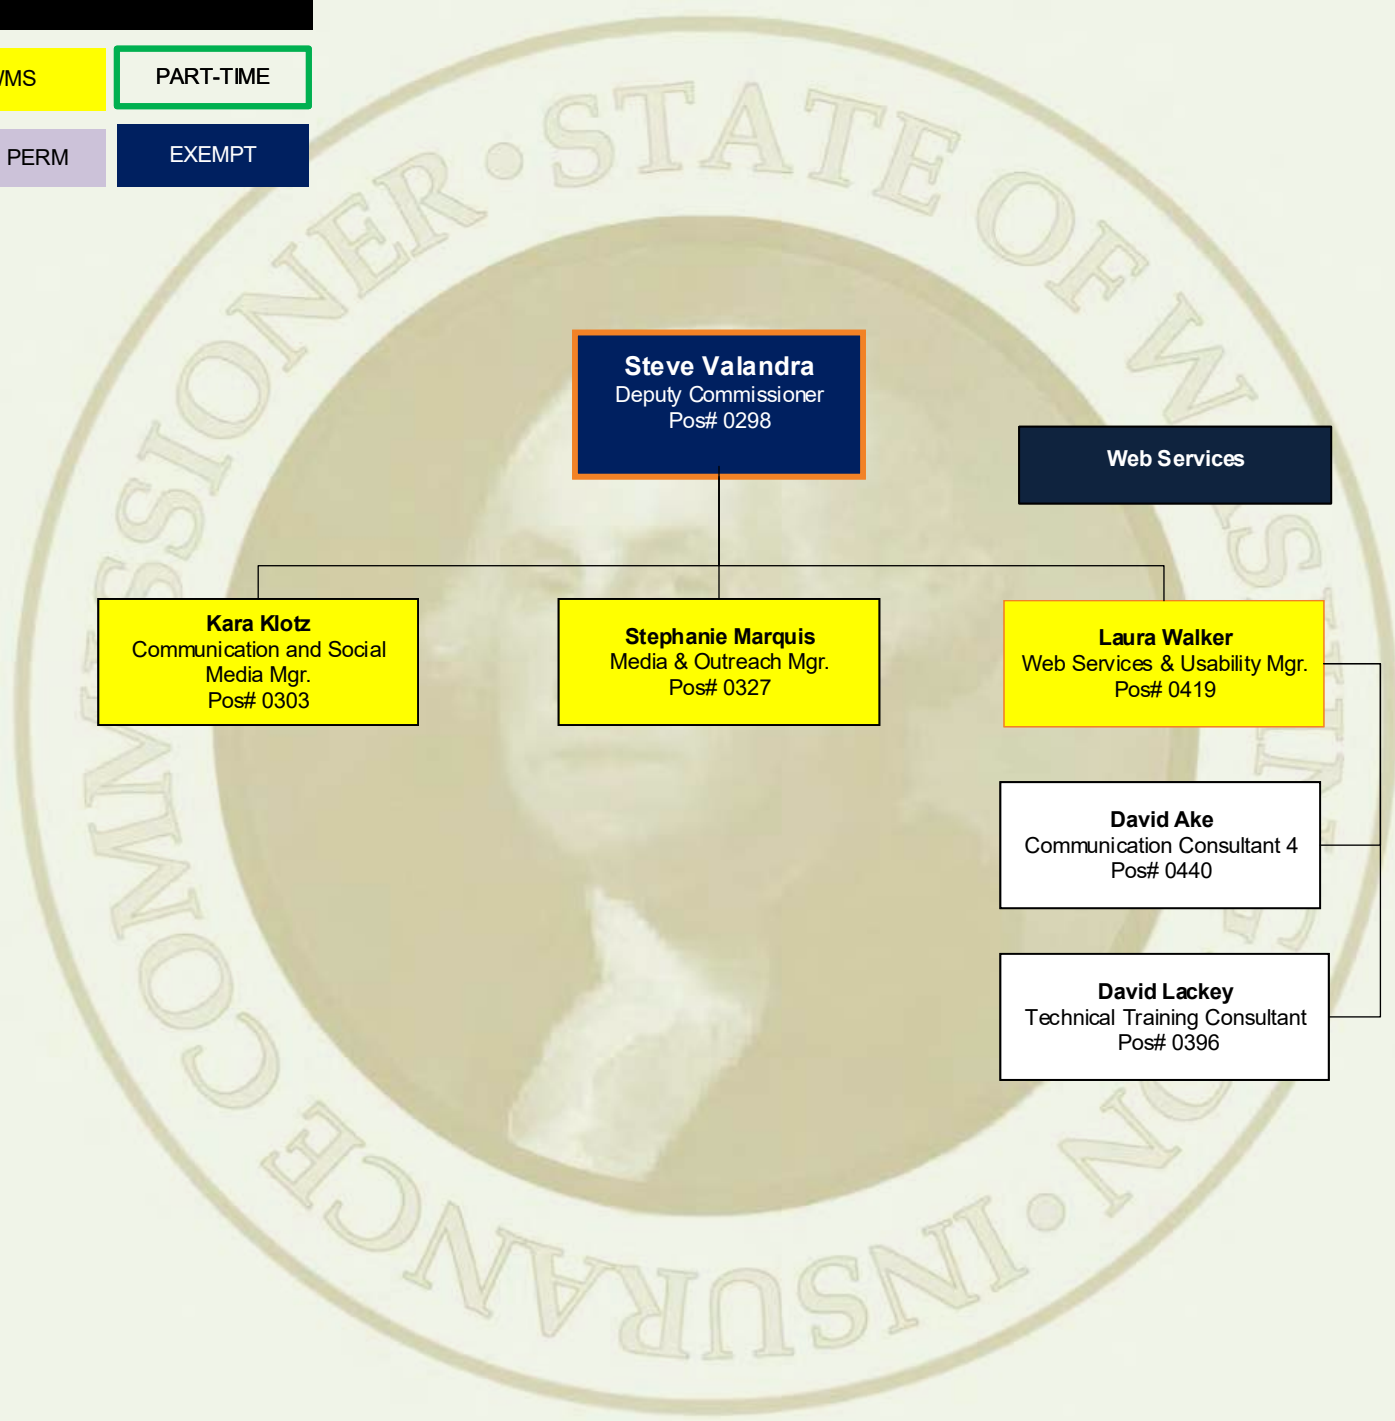 PART-TIME
PERM
EXEMPT
INSURANCE COMMISSIONER • STATE OF WASHINGTON •
Steve Valandra
Deputy Commissioner
Pos# 0298
Web Services
Kara Klotz
Communication and Social
Media Mgr.
Pos# 0303
Stephanie Marquis
Media & Outreach Mgr.
Pos# 0327
Laura Walker
Web Services & Usability Mgr.
Pos# 0419
David Ake
Communication Consultant 4
Pos# 0440
David Lackey
Technical Training Consultant
Pos# 0396